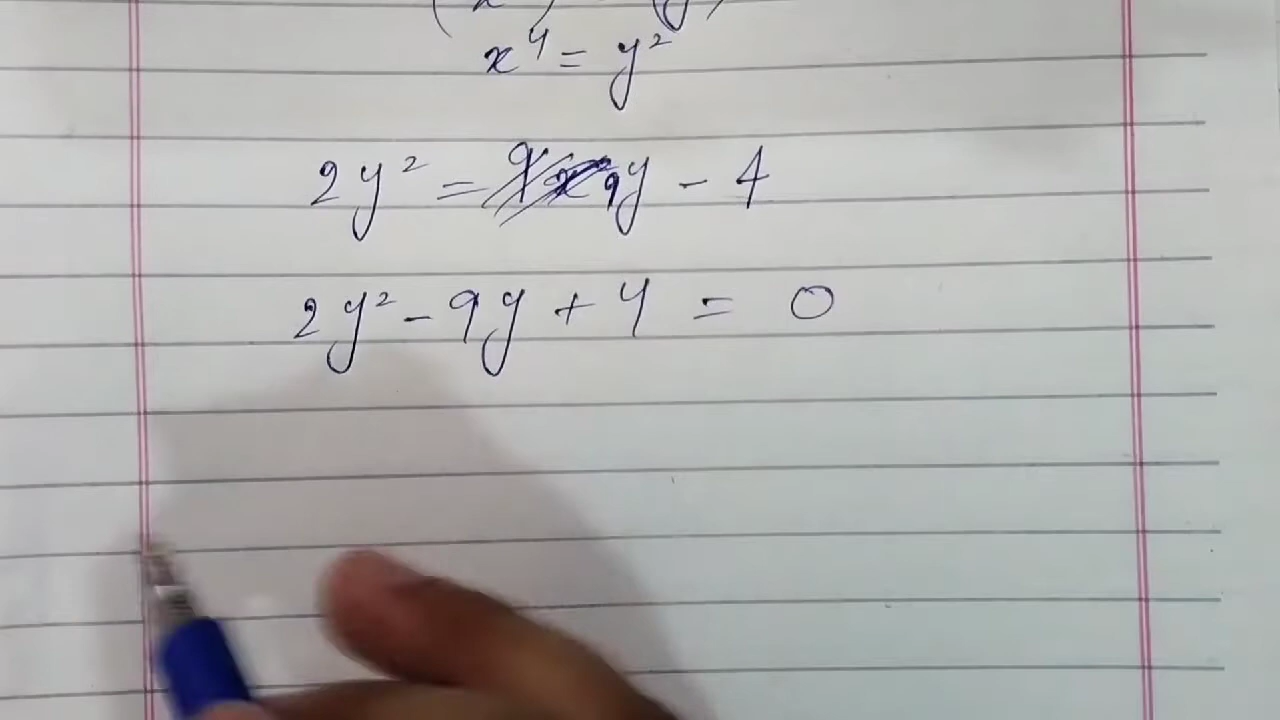 x⁴ = y²
2y² = 9y - 4
2y² - 9y + 4 = 0